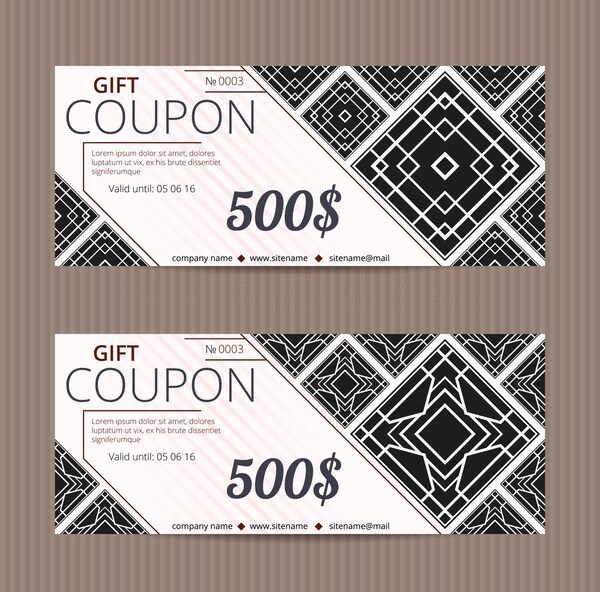 GIFT
№ 0003
COUPON
Lorem ipsum dolor sit amet, dolores
luptatum ut vix, ex his brute dissentiet
signiferumque
Valid until: 05 06 16
500$
company name ◆ www.sitename ◆ sitename@mail
GIFT
№ 0003
COUPON
Lorem ipsum dolor sit amet, dolores
luptatum ut vix, ex his brute dissentiet
signiferumque
Valid until: 05 06 16
500$
company name ◆ www.sitename ◆ sitename@mail